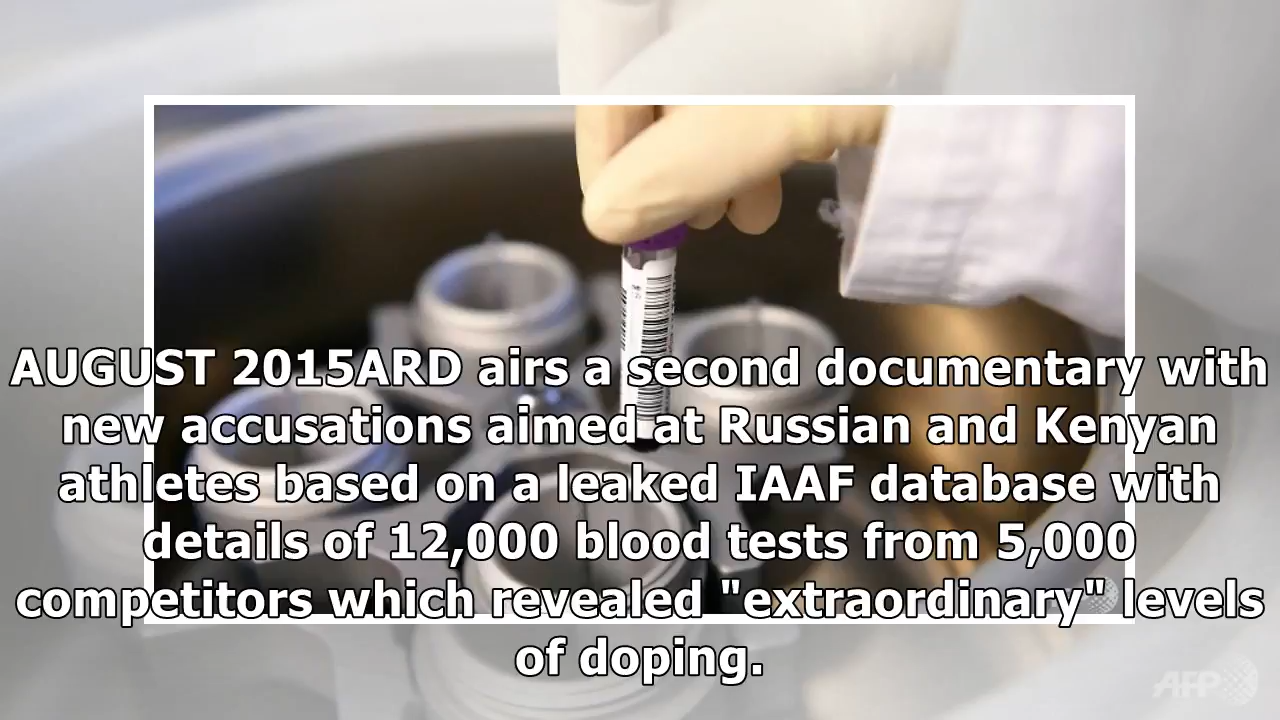 AUGUST 2015ARD airs a second documentary with
new accusations aimed at Russian and Kenyan
athletes based on a leaked IAAF database with
details of 12,000 blood tests from 5,000
competitors which revealed "extraordinary" levels
of doping.
AFP